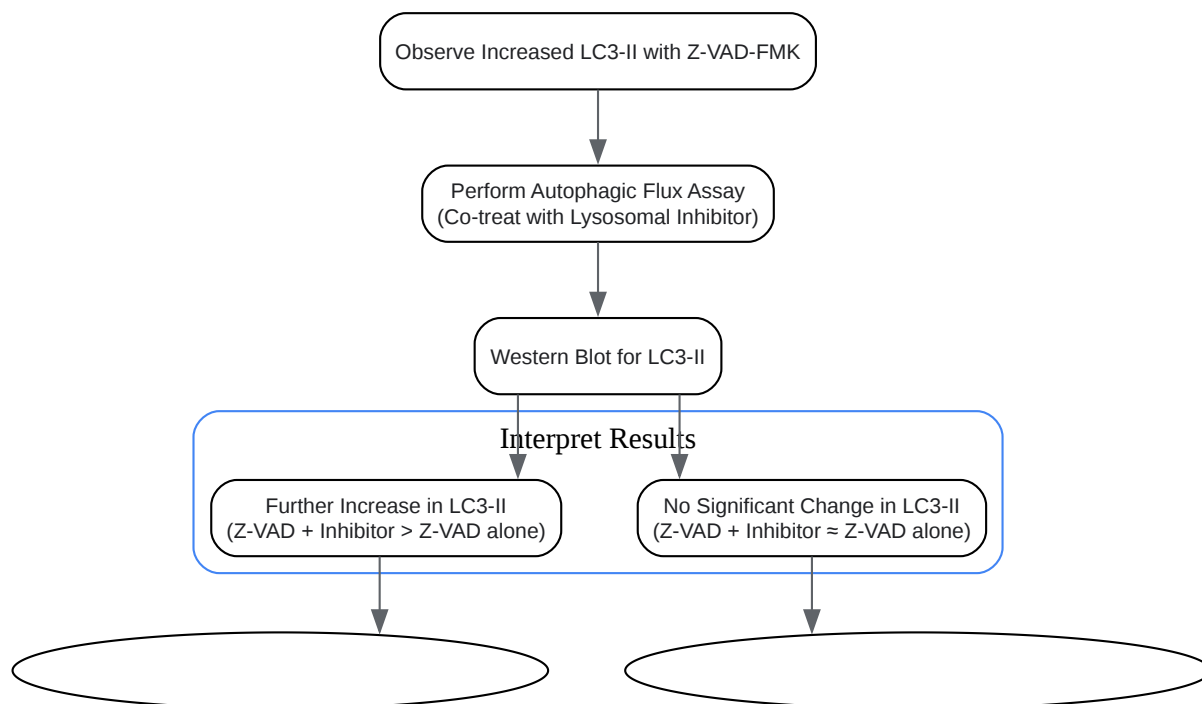 Observe Increased LC3-II with Z-VAD-FMK
Perform Autophagic Flux Assay
(Co-treat with Lysosomal Inhibitor)
Western Blot for LC3-II
Interpret Results
Further Increase in LC3-II
(Z-VAD + Inhibitor > Z-VAD alone)
No Significant Change in LC3-II
(Z-VAD + Inhibitor ≈ Z-VAD alone)